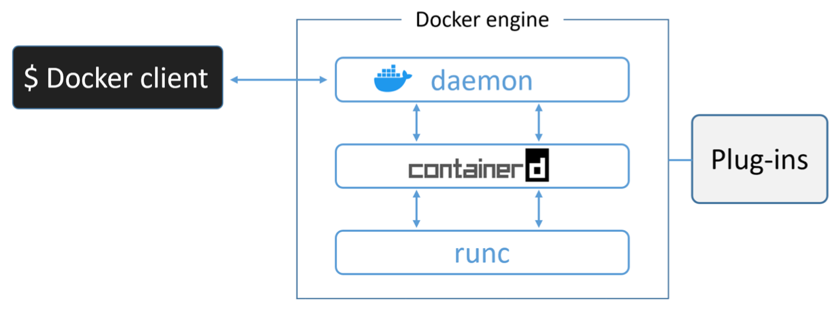 Docker engine
$ Docker client
daemon
containerd
Plug-ins
runc